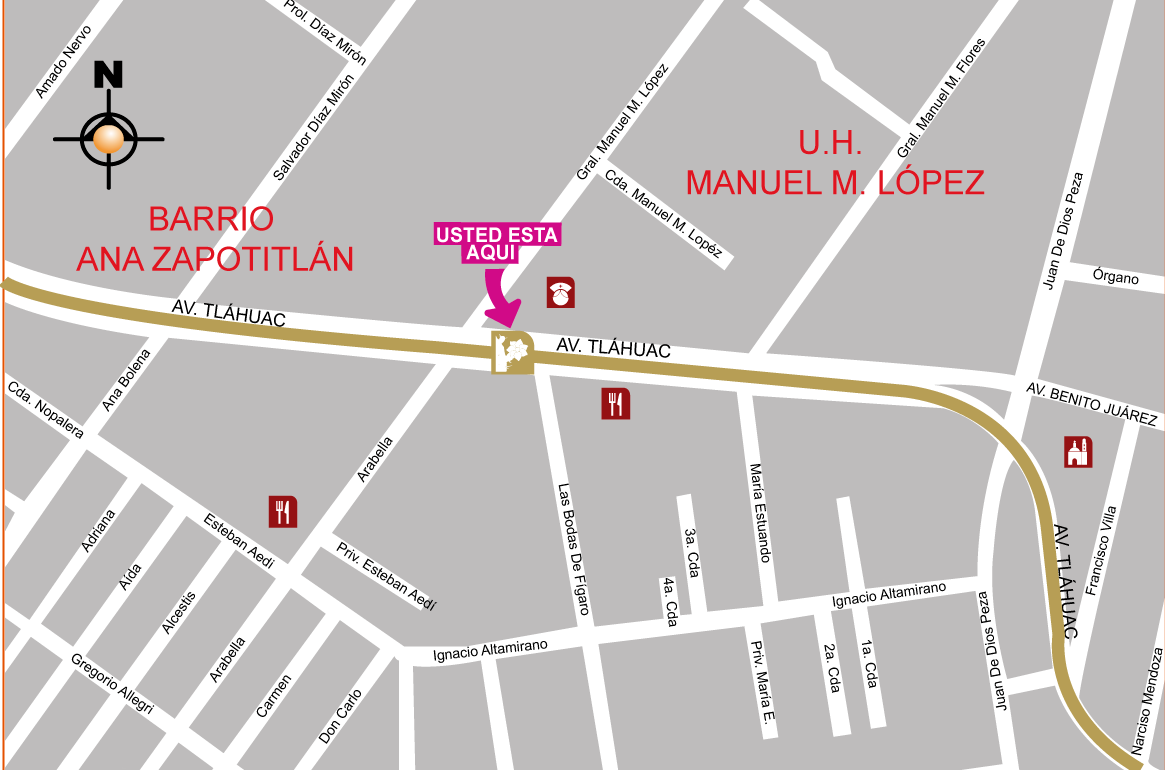 Prol. Díaz Mirón
Amado Nervo
N
Salvador Díaz Mirón
Gral. Manuel M. López
Gral. Manuel M. Flores
U.H.
MANUEL M. LÓPEZ
Cda. Manuel M. Lopéz
Juan De Dios Peza
BARRIO
ANA ZAPOTITLÁN
USTED ESTA
AQUI
Órgano
AV. TLÁHUAC
AV. TLÁHUAC
AV. BENITO JUÁREZ
Ana Bolena
Cda. Nopalera
Arabella
Las Bodas De Fígaro
María Estuando
3a. Cda
4a. Cda
Adriana
Aída
Alcestis
Esteban Aedi
Priv. Esteban Aedí
Francisco Villa
AV. TLÁHUAC
Ignacio Altamirano
Ignacio Altamirano
Juan De Dios Peza
Arabella
Gregorio Allegri
Carmen
Don Carlo
Priv. María E.
2a. Cda
1a. Cda
Narciso Mendoza